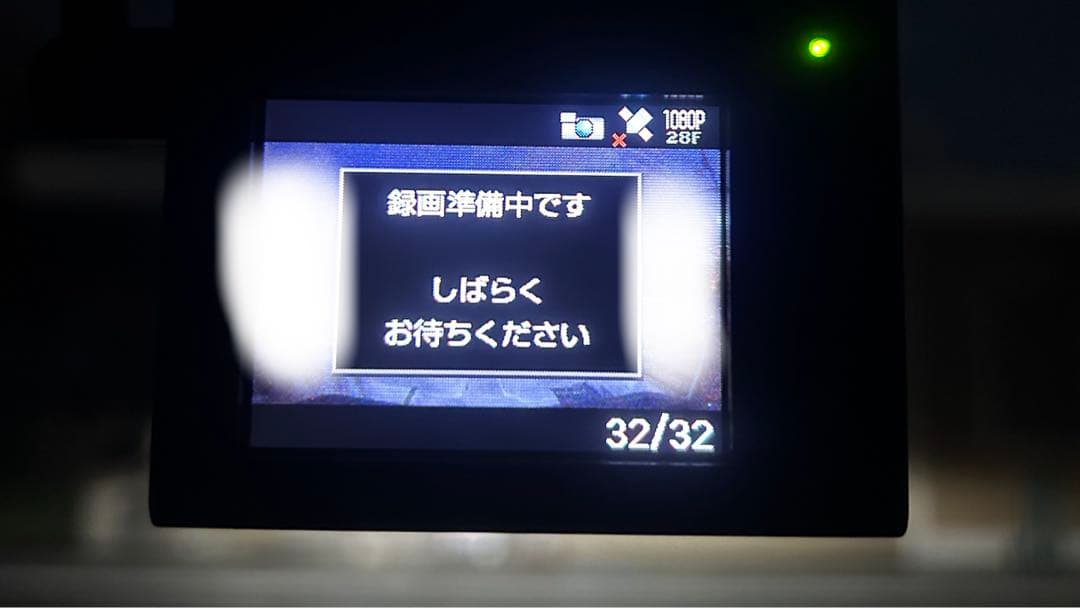 1080P
28F
録画準備中です
しばらく
お待ちください
32/32